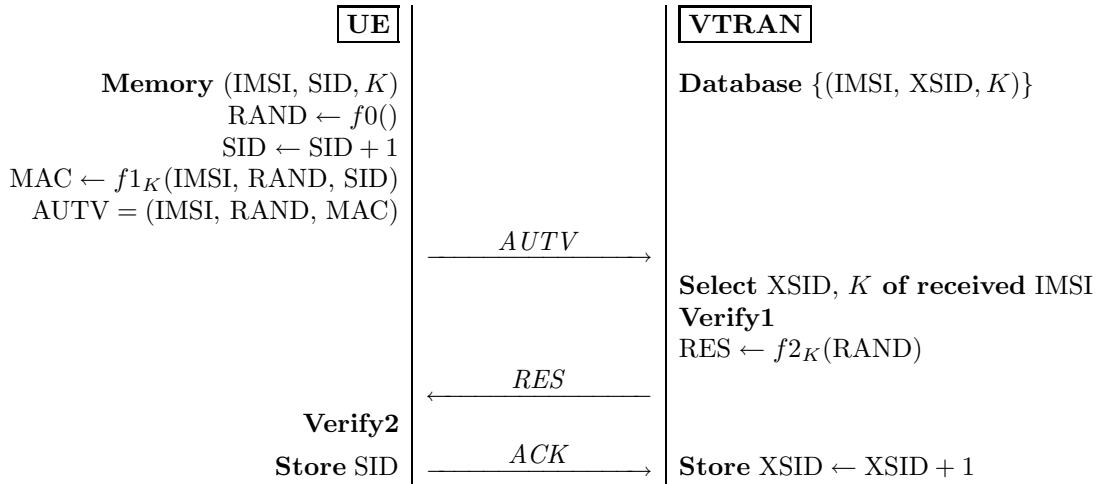 UE VTRAN
Memory (IMSI, SID, K) Database {(IMSI, XSID, K)}
RAND ← f0()
SID ← SID + 1
MAC ← f1_K(IMSI, RAND, SID)
AUTV = (IMSI, RAND, MAC)
AUTV
Select XSID, K of received IMSI
Verify1
RES ← f2_K(RAND)
RES
Verify2
Store SID ACK Store XSID ← XSID + 1